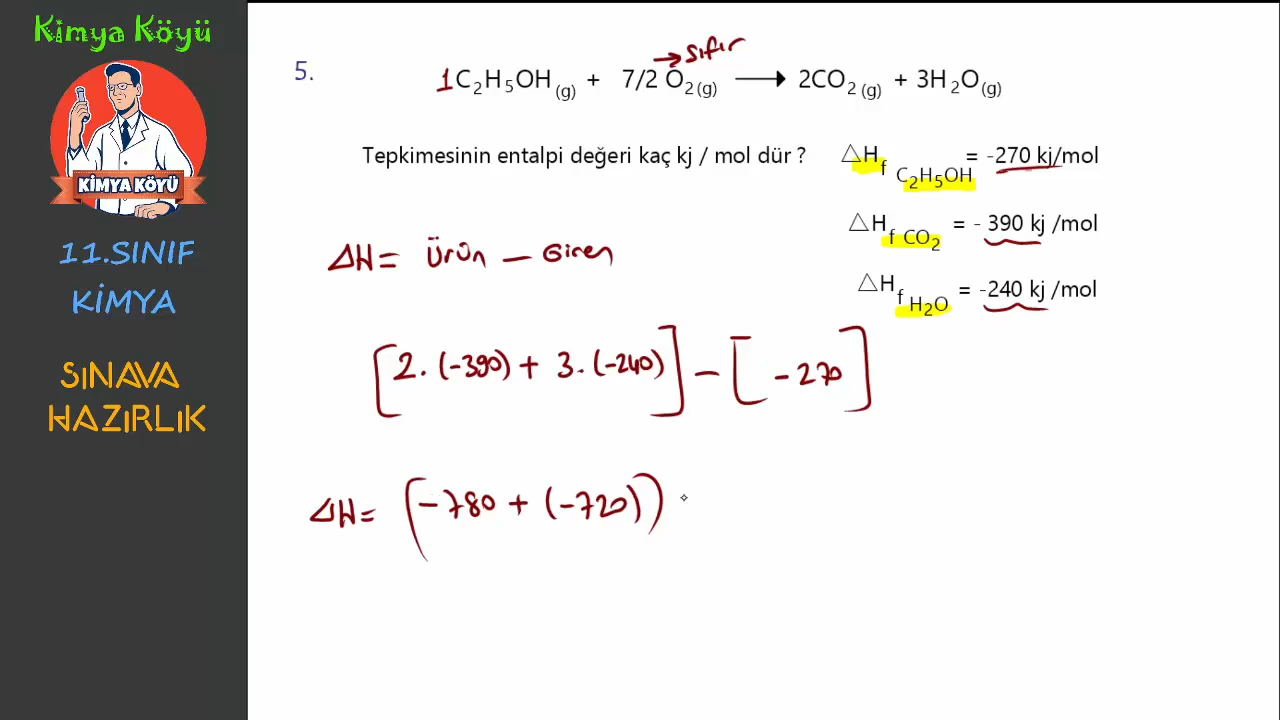 Kimya Köyü
KİMYA KÖYÜ
11.SINIF
KİMYA
SINAVA
HAZIRLIK
→ sıfır
5. 1C₂H₅OH (g) + 7/2 O₂(g) ⟶ 2CO₂ (g) + 3H₂O(g)
Tepkimesinin entalpi değeri kaç kj / mol dür ? △Hf C₂H₅OH = -270 kj/mol
△Hf CO₂ = - 390 kj /mol
△Hf H₂O = -240 kj /mol
ΔH = Ürün - Giren
[2. (-390) + 3. (-240)] - [-270]
ΔH = (-780 + (-720))